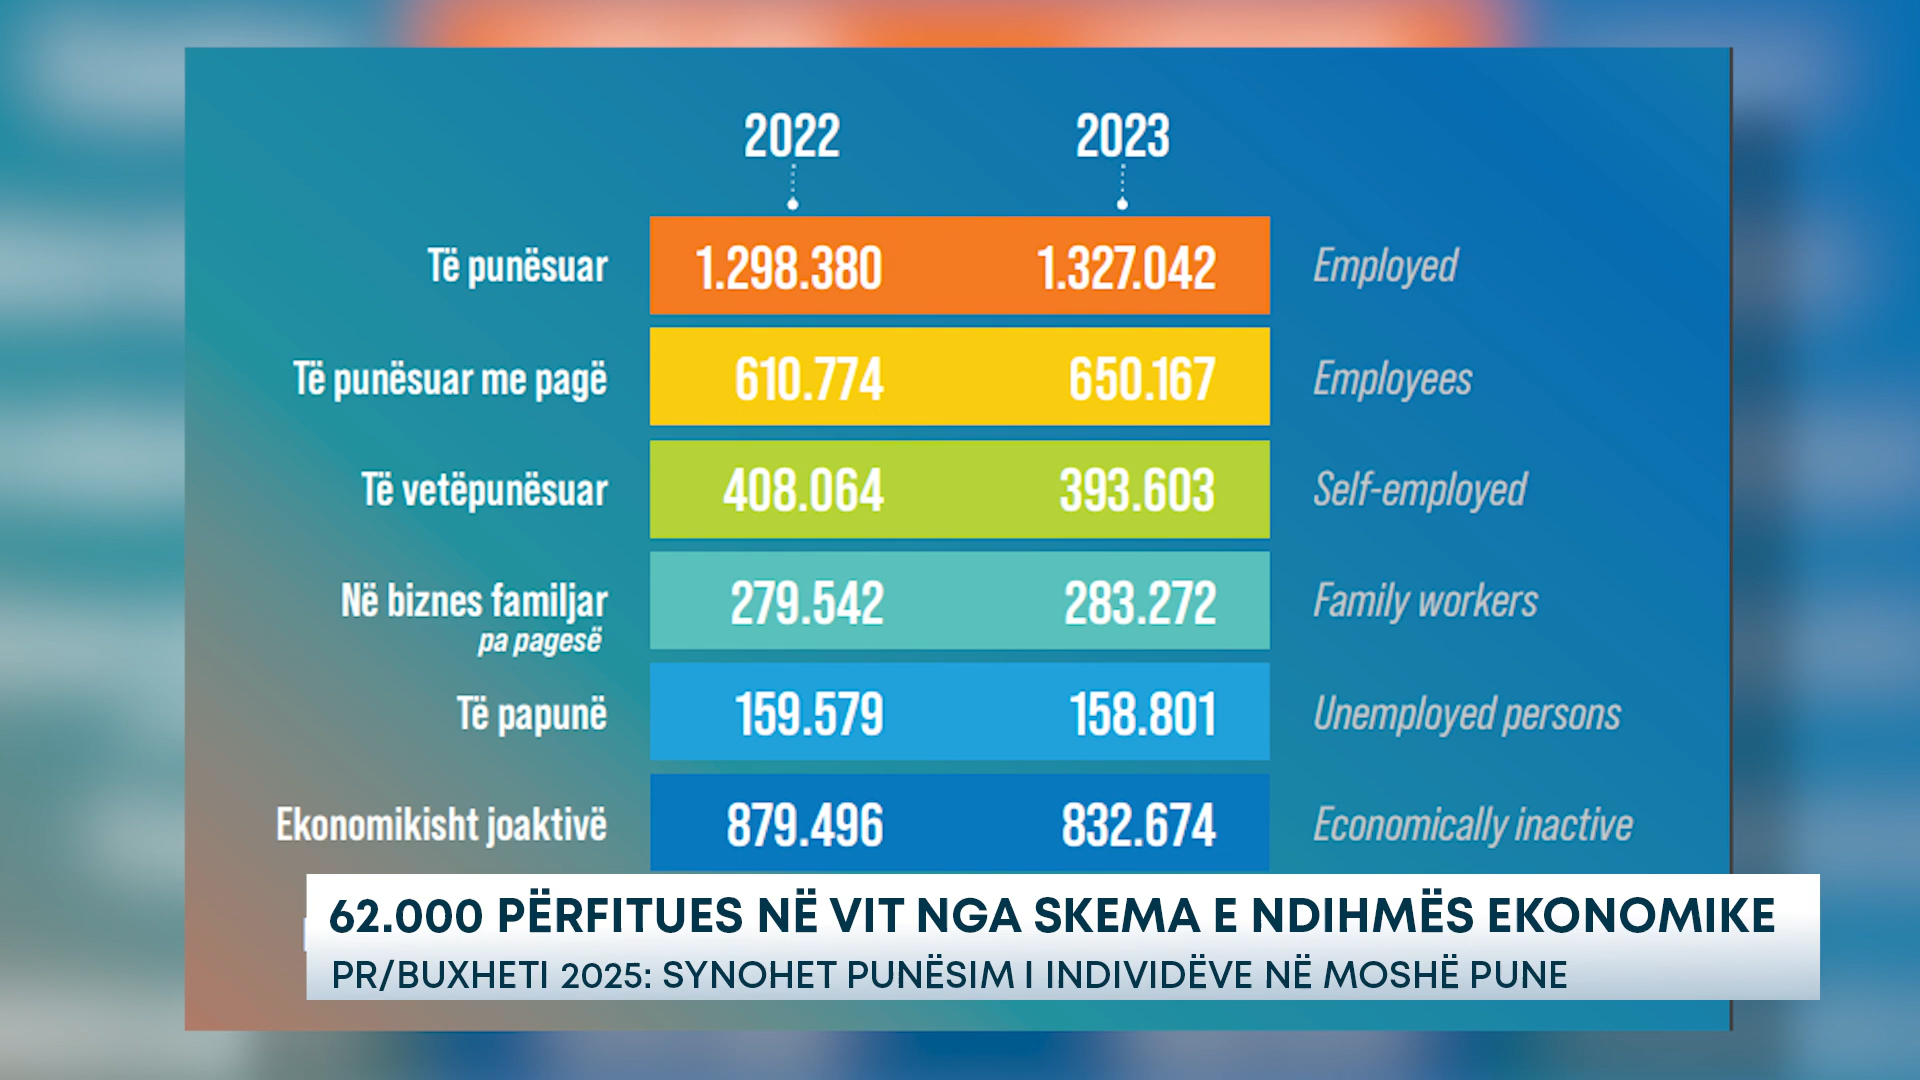 2022 2023
Të punësuar 1.298.380 1.327.042 Employed
Të punësuar me pagë 610.774 650.167 Employees
Të vetëpunësuar 408.064 393.603 Self-employed
Në biznes familjar 279.542 283.272 Family workers
pa pagesë
Të papunë 159.579 158.801 Unemployed persons
Ekonomikisht joaktivë 879.496 832.674 Economically inactive
62.000 PËRFITUES NË VIT NGA SKEMA E NDIHMËS EKONOMIKE
PR/BUXHETI 2025: SYNOHET PUNËSIM I INDIVIDËVE NË MOSHË PUNE